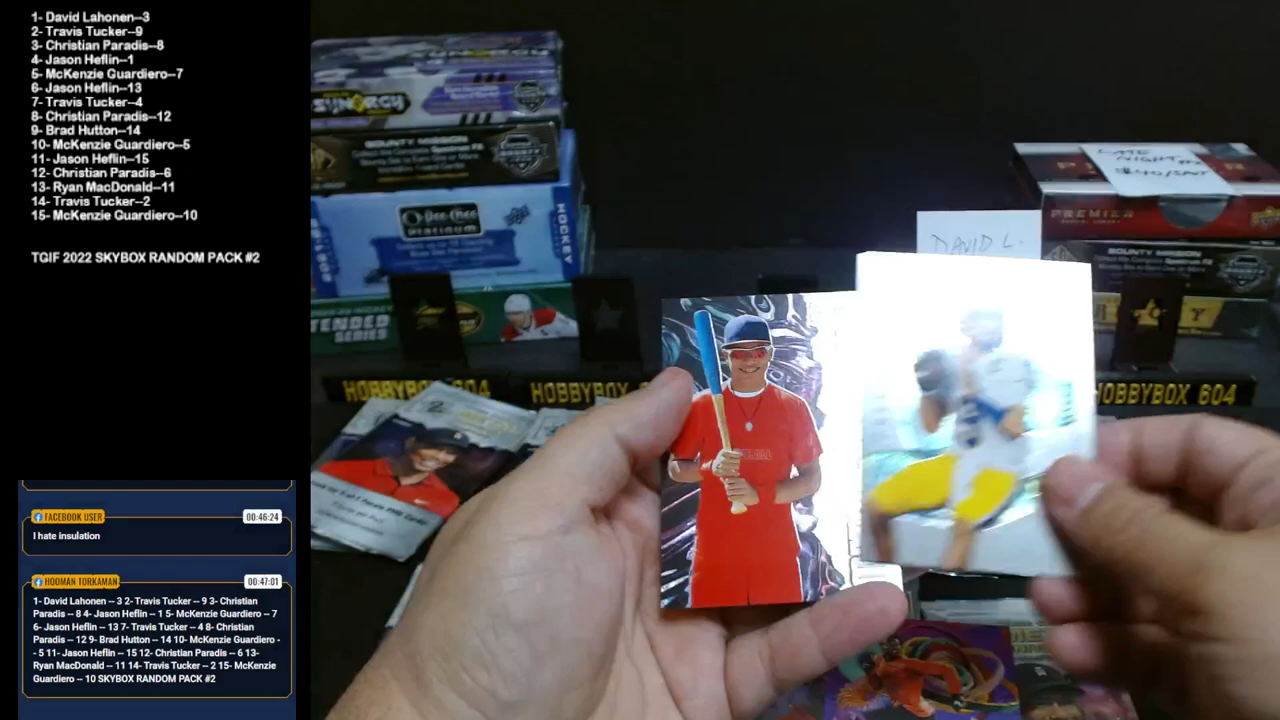 1- David Lahonen--3
2- Travis Tucker--9
3- Christian Paradis--8
4- Jason Heflin--1
5- McKenzie Guardiero--7
6- Jason Heflin--13
7- Travis Tucker--4
8- Christian Paradis--12
9- Brad Hutton--14
10- McKenzie Guardiero--5
11- Jason Heflin--15
12- Christian Paradis--6
13- Ryan MacDonald--11
14- Travis Tucker--2
15- McKenzie Guardiero--10
TGIF 2022 SKYBOX RANDOM PACK #2
FACEBOOK USER
00:46:24
I hate insulation
HOOMAN TORKAMAN
00:47:01
1- David Lahonen -- 3 2- Travis Tucker -- 9 3- Christian
Paradis -- 8 4- Jason Heflin -- 1 5- McKenzie Guardiero -- 7
6- Jason Heflin -- 13 7- Travis Tucker -- 4 8- Christian
Paradis -- 12 9- Brad Hutton -- 14 10- McKenzie Guardiero -
- 5 11- Jason Heflin -- 15 12- Christian Paradis -- 6 13-
Ryan MacDonald -- 11 14- Travis Tucker -- 2 15- McKenzie
Guardiero -- 10 SKYBOX RANDOM PACK #2
SYNERGY
BOUNTY MISSION
O-Pee-Chee
PLATINUM
HOCKEY
TENDED
SERIES
LATE
NIGHT
$40/SPOT
PREMIER
BOUNTY MISSION
DAVID L.
HOBBYBOX 604
HOBBYBOX
HOBBYBOX 604